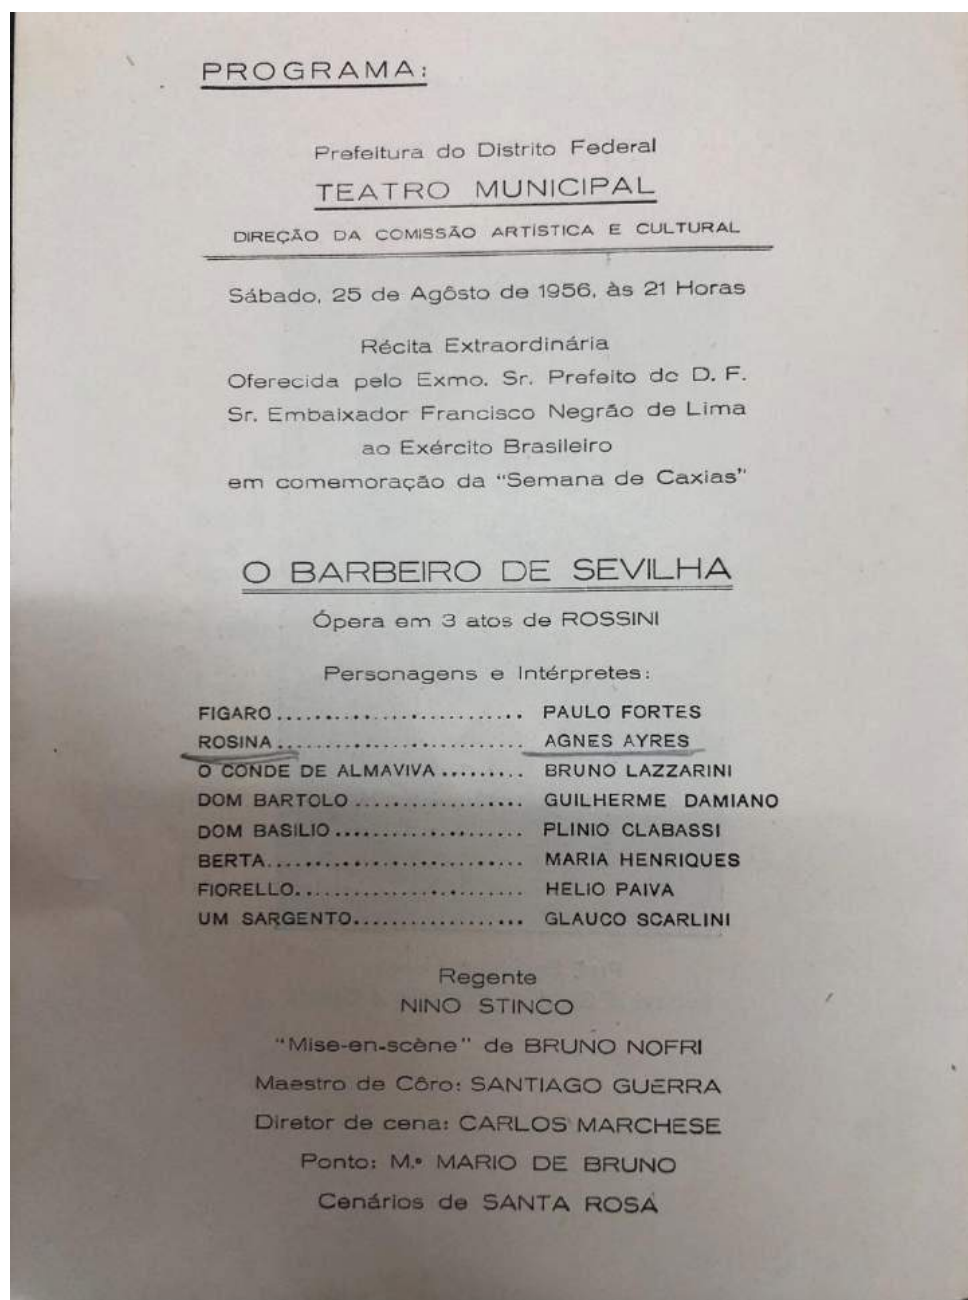 PROGRAMA:
Prefeitura do Distrito Federal
TEATRO MUNICIPAL
DIREÇÃO DA COMISSÃO ARTÍSTICA E CULTURAL
Sábado, 25 de Agôsto de 1956, às 21 Horas
Récita Extraordinária
Oferecida pelo Exmo. Sr. Prefeito do D. F.
Sr. Embaixador Francisco Negrão de Lima
ao Exército Brasileiro
em comemoração da "Semana de Caxias"
O BARBEIRO DE SEVILHA
Ópera em 3 atos de ROSSINI
Personagens e Intérpretes:
FIGARO.......................... PAULO FORTES
ROSINA.......................... AGNES AYRES
O CONDE DE ALMAVIVA......... BRUNO LAZZARINI
DOM BARTOLO.................. GUILHERME DAMIANO
DOM BASILIO.................... PLINIO CLABASSI
BERTA........................... MARIA HENRIQUES
FIORELLO........................ HELIO PAIVA
UM SARGENTO.................. GLAUCO SCARLINI
Regente
NINO STINCO
"Mise-en-scène" de BRUNO NOFRI
Maestro de Côro: SANTIAGO GUERRA
Diretor de cena: CARLOS MARCHESE
Ponto: M.º MARIO DE BRUNO
Cenários de SANTA ROSA